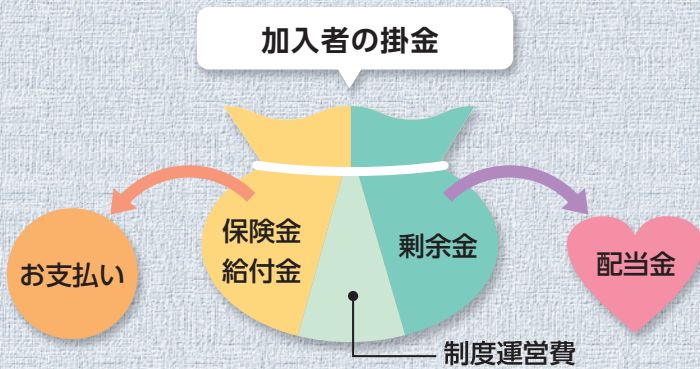 加入者の掛金
保険金
給付金
剰余金
お支払い
配当金
制度運営費